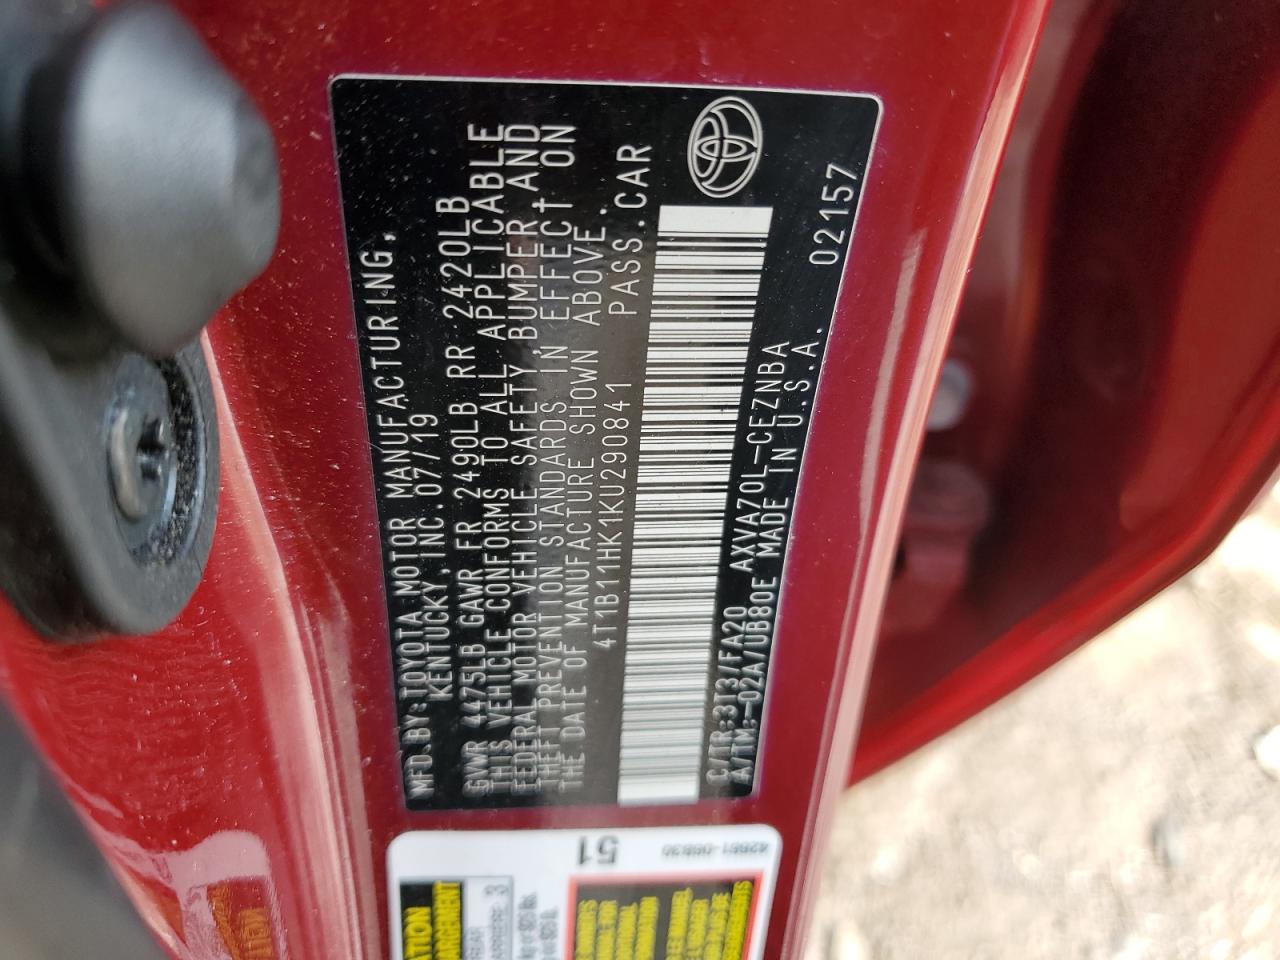 MFD.BY:TOYOTA MOTOR MANUFACTURING,
KENTUCKY,INC.07/19
GVWR 4475LB GAWR FR 2490LB RR 2420LB
THIS VEHICLE CONFORMS TO ALL APPLICABLE
FEDERAL MOTOR VEHICLE SAFETY,BUMPER AND
THEFT PREVENTION STANDARDS IN EFFECT ON
THE DATE OF MANUFACTURE SHOWN ABOVE.
4T1B11HK1KU290841 PASS.CAR
C/TR:3T3/FA20 AXVA70L-CEZNBA
A/TM:-02A/UB80E MADE IN U.S.A.
02157
51